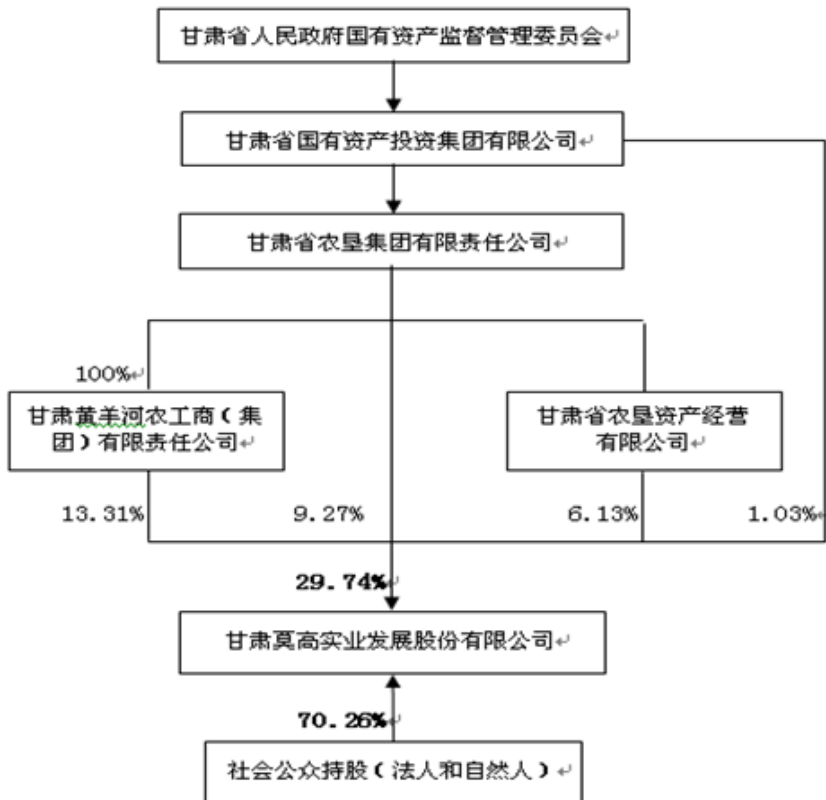 甘肃省人民政府国有资产监督管理委员会
甘肃省国有资产投资集团有限公司
甘肃省农垦集团有限责任公司
100%
甘肃黄羊河农工商（集
团）有限责任公司
甘肃省农垦资产经营
有限公司
13.31%
9.27%
6.13%
1.03%
29.74%
甘肃莫高实业发展股份有限公司
70.26%
社会公众持股（法人和自然人）